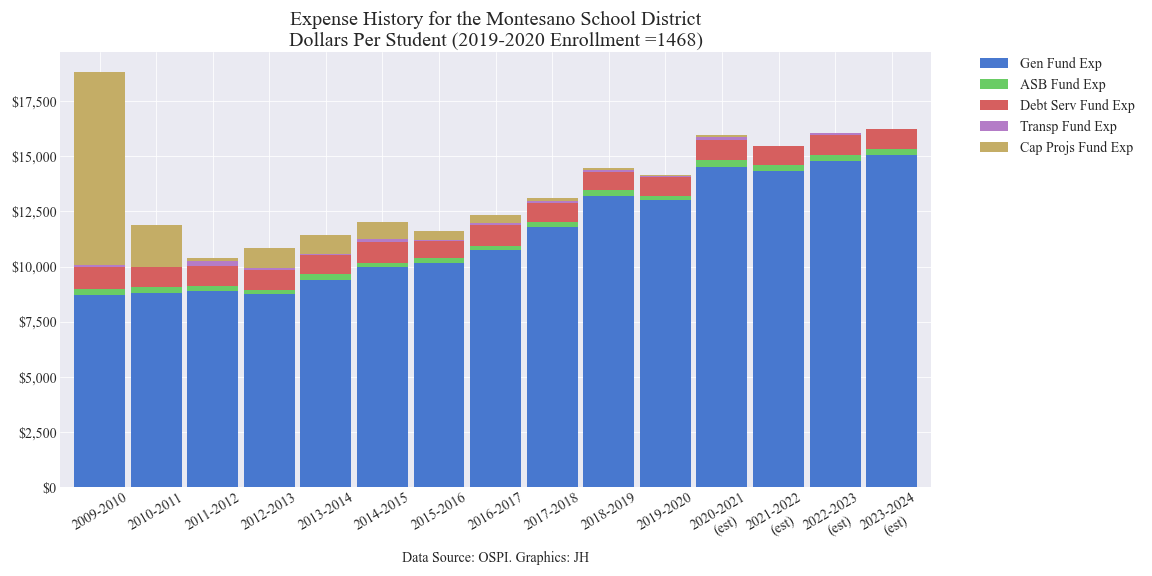 Expense History for the Montesano School District
Dollars Per Student (2019-2020 Enrollment =1468)
Gen Fund Exp
ASB Fund Exp
Debt Serv Fund Exp
Transp Fund Exp
Cap Projs Fund Exp
$17,500
$15,000
$12,500
$10,000
$7,500
$5,000
$2,500
$0
2009-2010
2010-2011
2011-2012
2012-2013
2013-2014
2014-2015
2015-2016
2016-2017
2017-2018
2018-2019
2019-2020
2020-2021
(est)
2021-2022
(est)
2022-2023
(est)
2023-2024
(est)
Data Source: OSPI. Graphics: JH